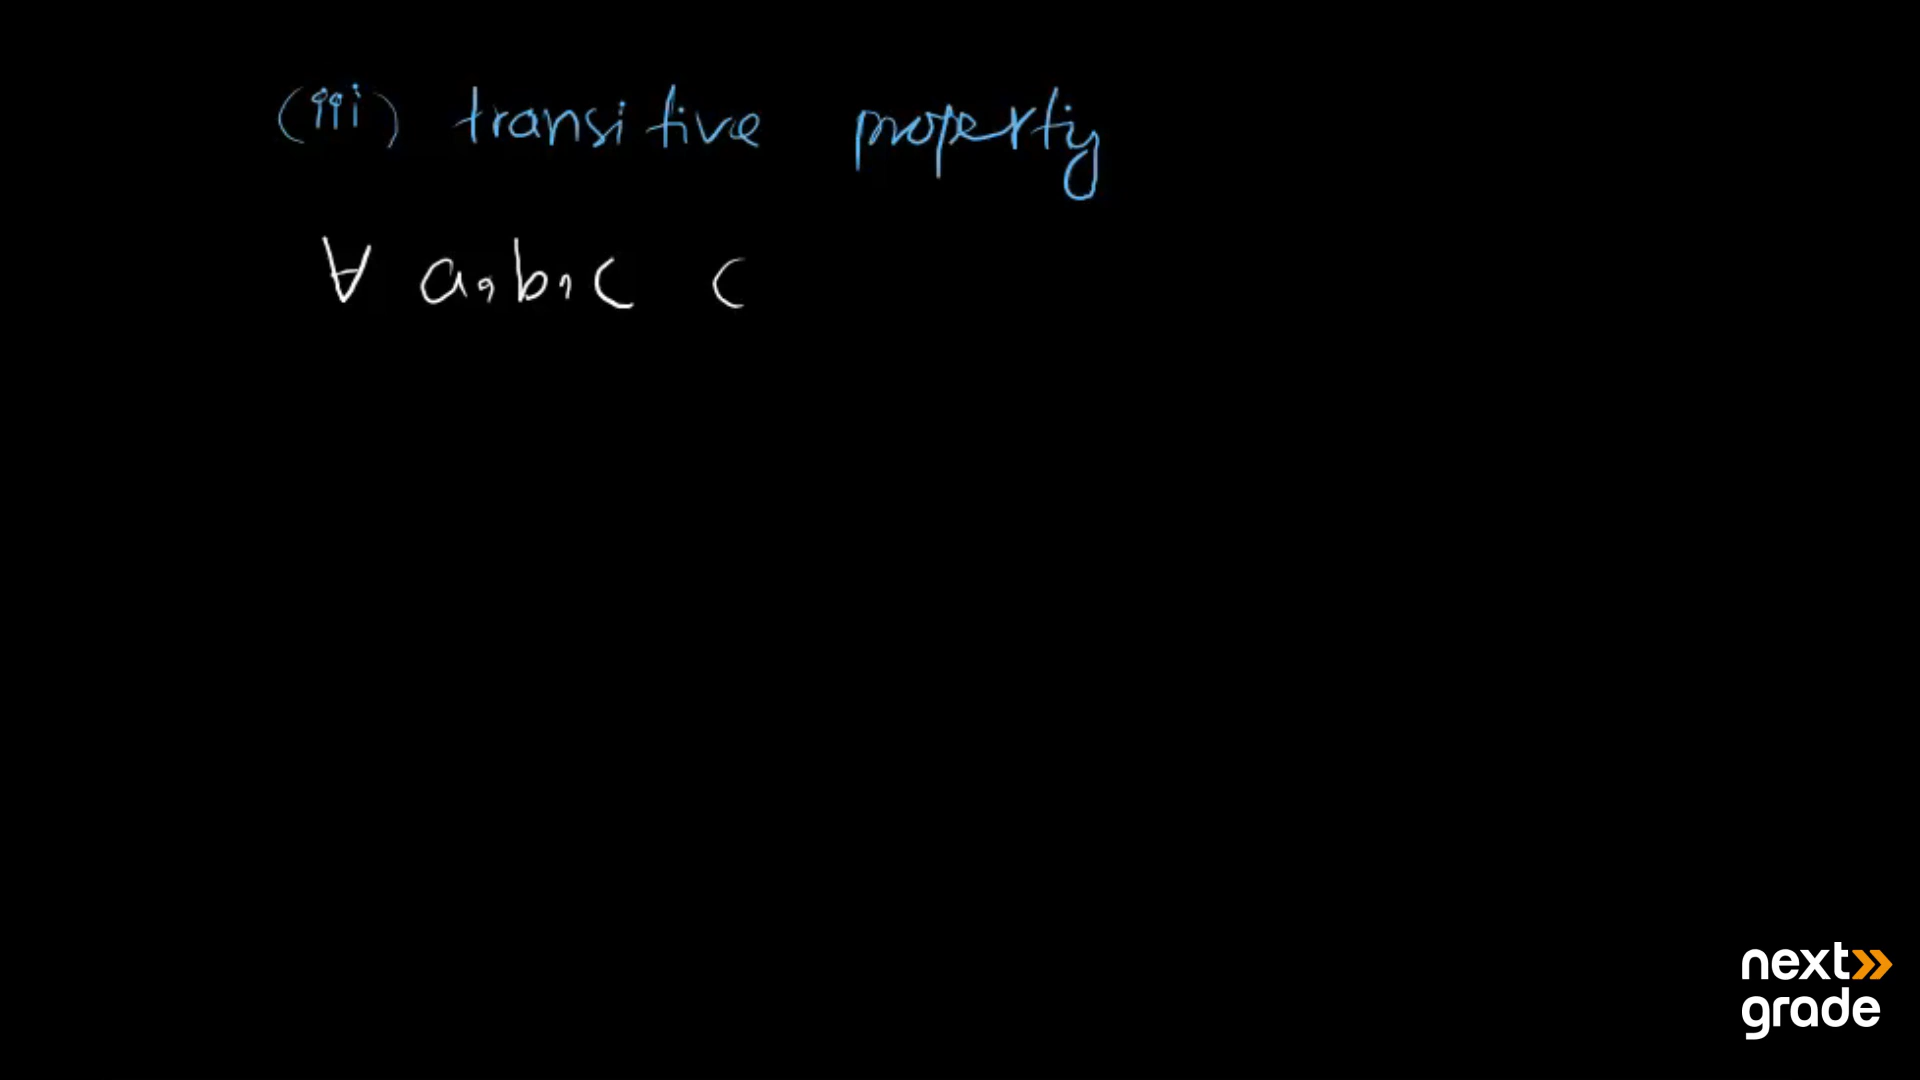 (iii) transitive property
∀ a, b, c (
next
grade